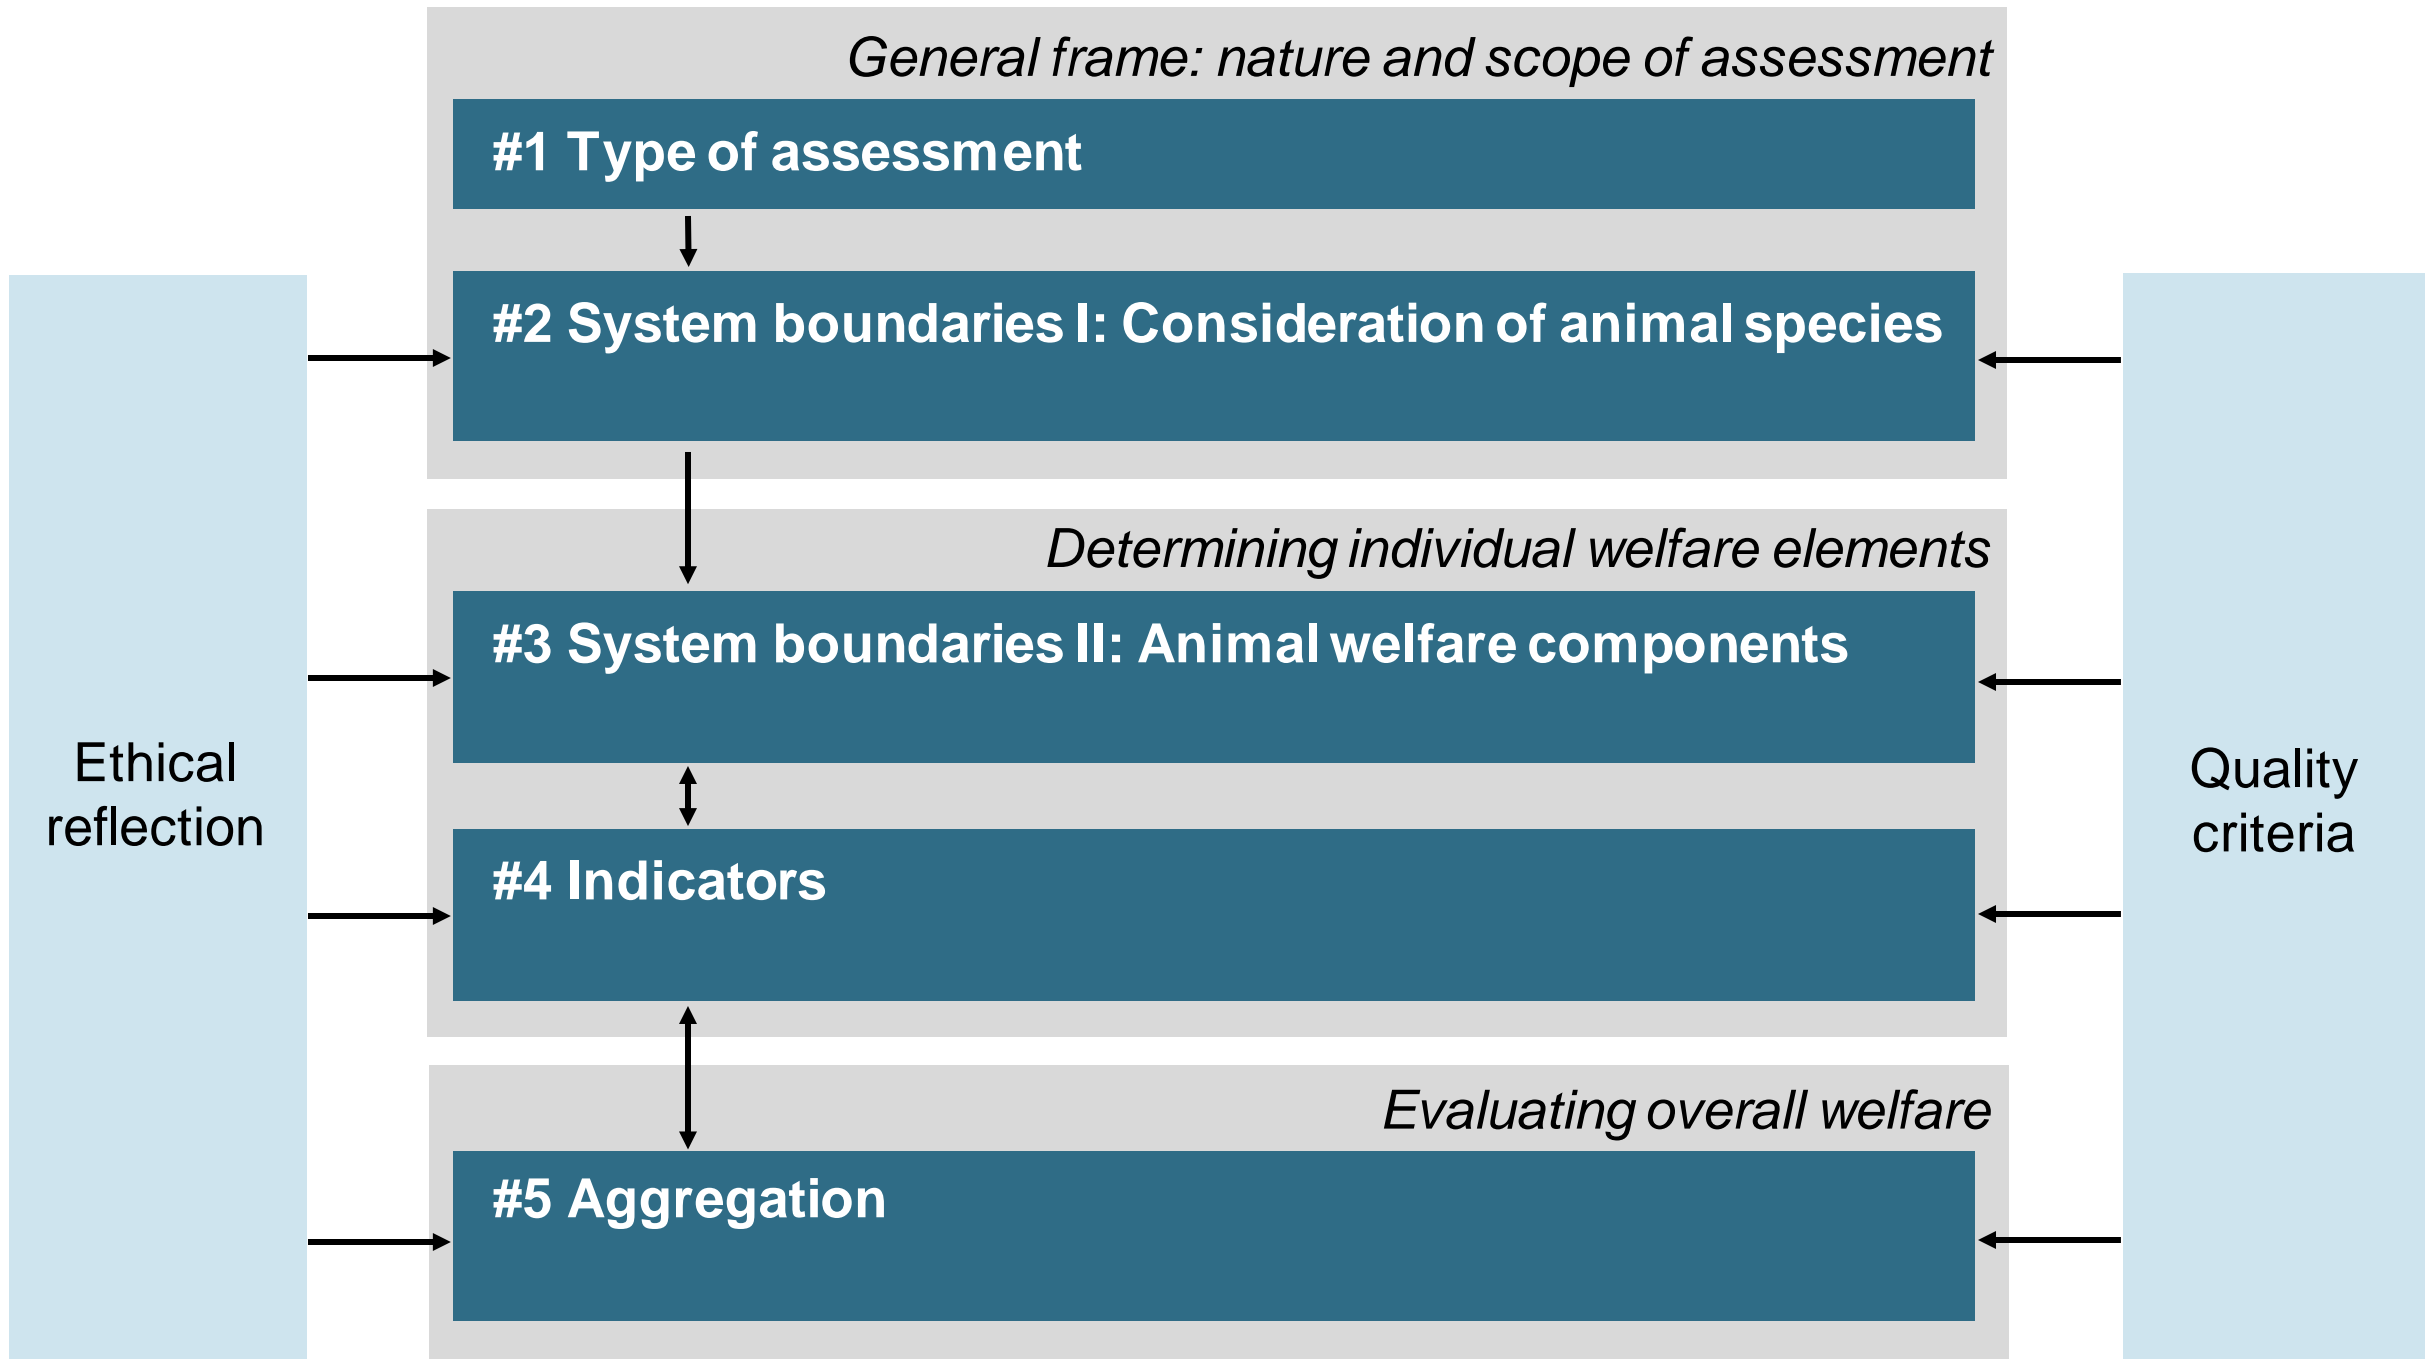 General frame: nature and scope of assessment
#1 Type of assessment
#2 System boundaries I: Consideration of animal species
Determining individual welfare elements
#3 System boundaries II: Animal welfare components
Ethical
reflection
Quality
criteria
#4 Indicators
Evaluating overall welfare
#5 Aggregation